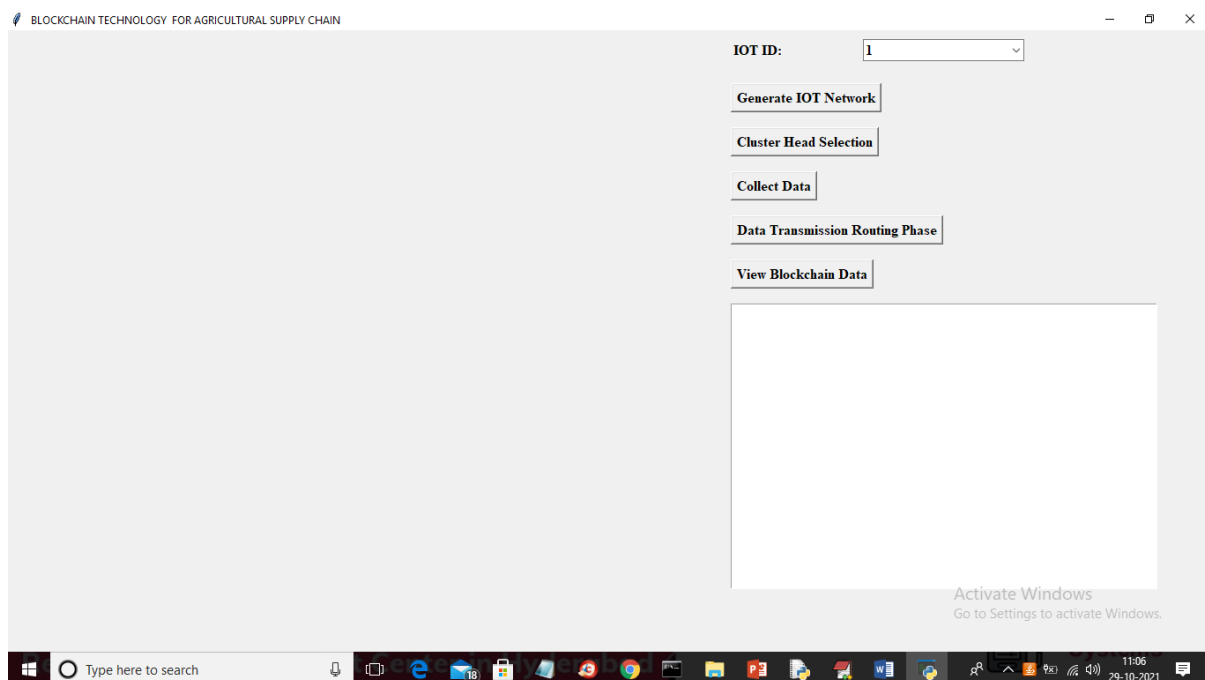 BLOCKCHAIN TECHNOLOGY FOR AGRICULTURAL SUPPLY CHAIN
IOT ID: 1
Generate IOT Network
Cluster Head Selection
Collect Data
Data Transmission Routing Phase
View Blockchain Data
Activate Windows
Go to Settings to activate Windows.
Type here to search
18
11:06
29-10-2021